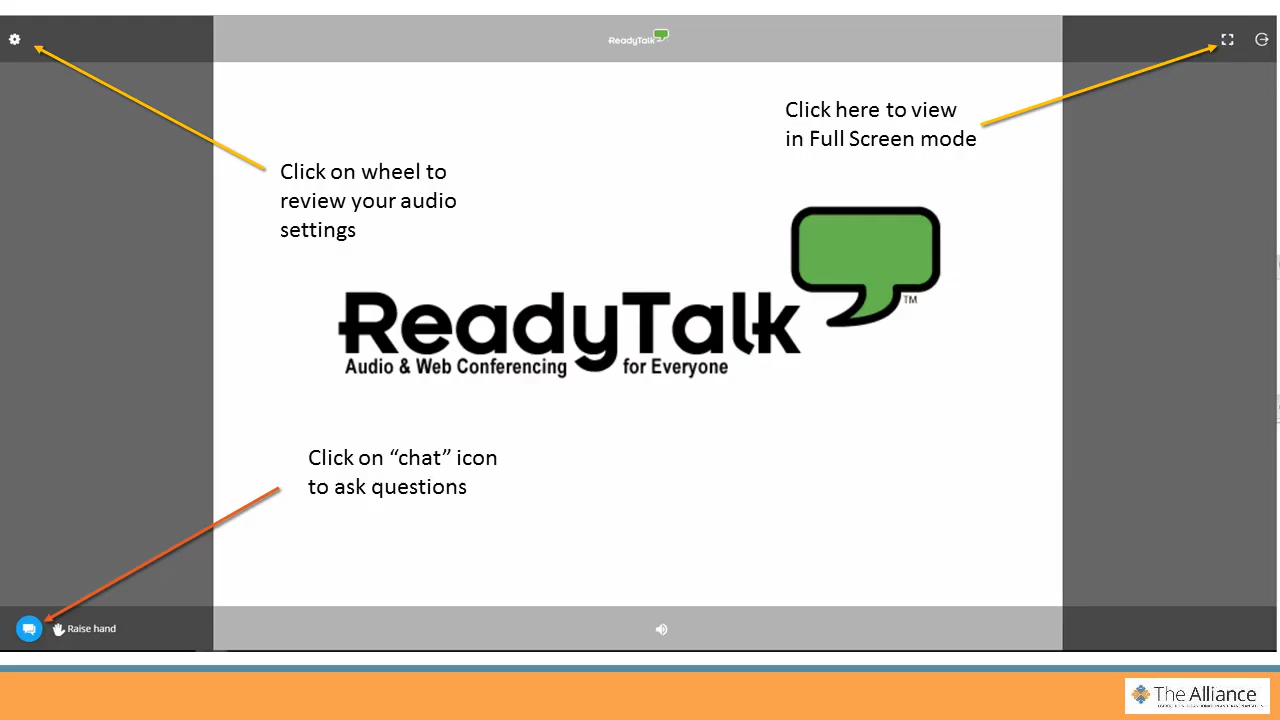 ReadyTalk
Click here to view
in Full Screen mode
Click on wheel to
review your audio
settings
ReadyTalk
TM
Audio & Web Conferencing for Everyone
Click on “chat” icon
to ask questions
Raise hand
The Alliance